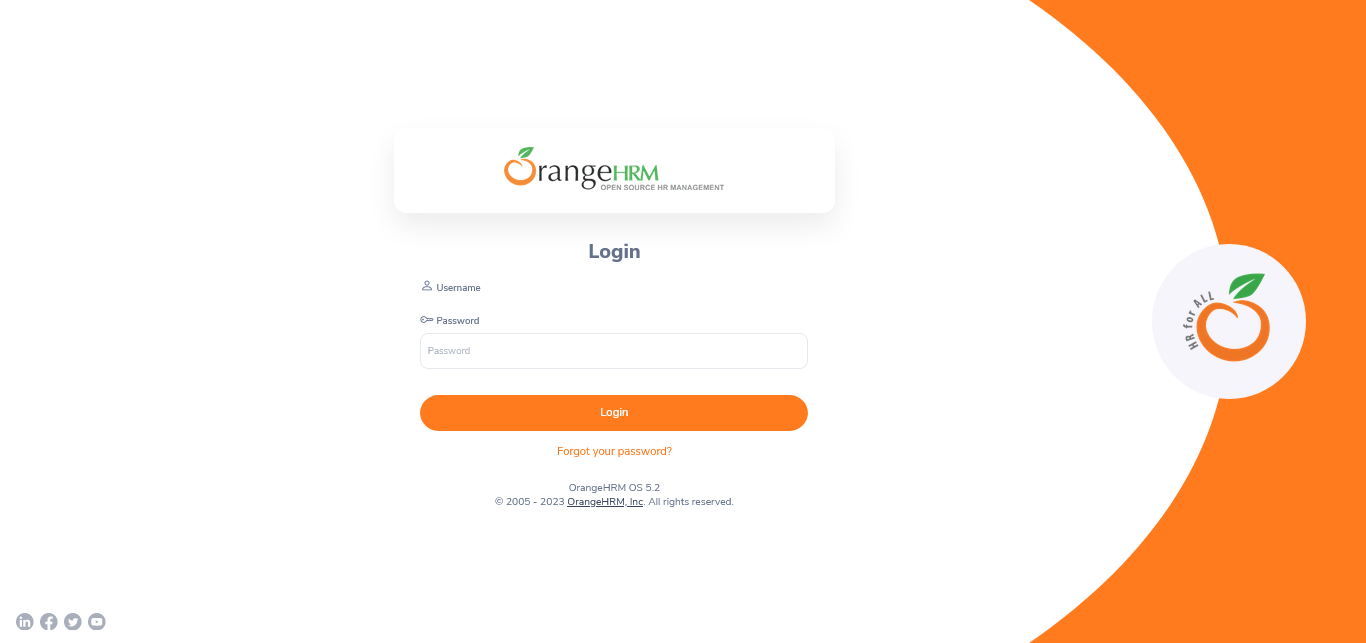 OrangeHRM
OPEN SOURCE HR MANAGEMENT
Login
Username
Password
Password
Login
Forgot your password?
OrangeHRM OS 5.2
© 2005 - 2023 OrangeHRM, Inc. All rights reserved.
HR for ALL
in